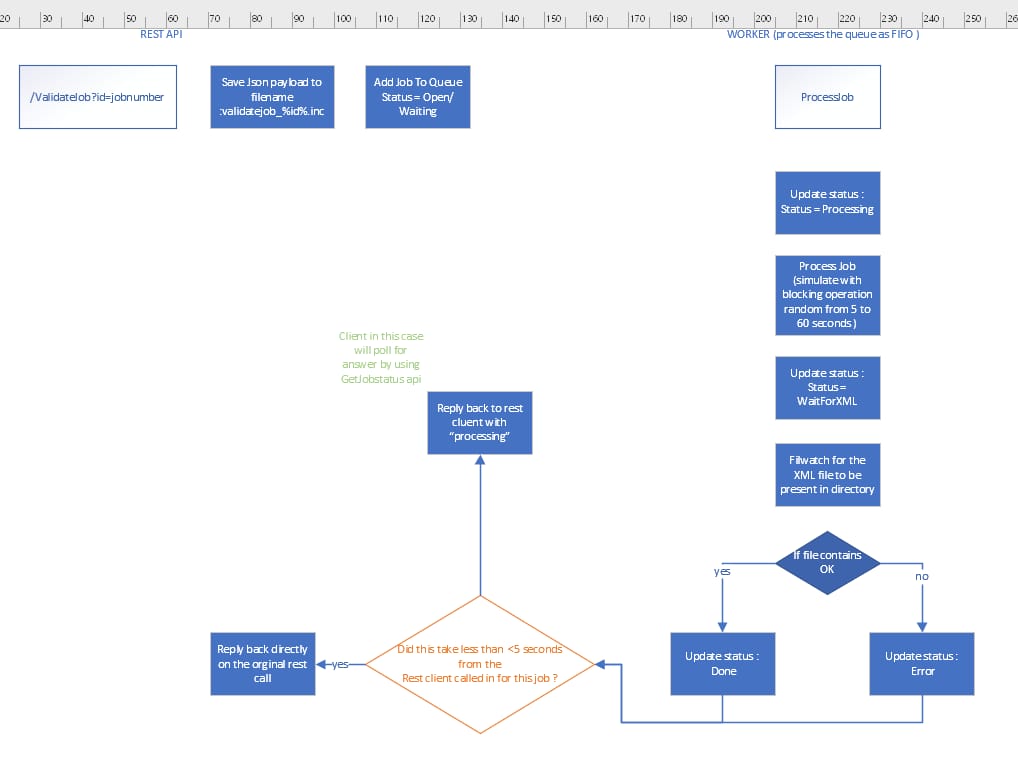 20 30 40 50 60 70 80 90 100 110 120 130 140 150 160 170 180 190 200 210 220 230 240 250 26
REST API
WORKER (processes the queue as FIFO )
/ValidateJob?id=jobnumber
Save Json payload to
filename
:validatejob_%id%.inc
Add Job To Queue
Status = Open/
Waiting
ProcessJob
Update status :
Status = Processing
Process Job
(simulate with
blocking operation
random from 5 to
60 seconds )
Client in this case
will poll for
answer by using
GetJobstatus api
Update status :
Status =
WaitForXML
Reply back to rest
cluent with
“processing”
Filwatch for the
XML file to be
present in directory
If file contains
OK
yes
no
Reply back directly
on the orginal rest
call
yes
Did this take less than <5 seconds
from the
Rest client called in for this job ?
Update status :
Done
Update status :
Error